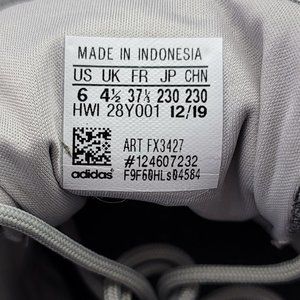 MADE IN INDONESIA
US UK FR JP CHN
6 4½ 37⅓ 230 230
HWI 28Y001 12/19
ART FX3427
#124607232
adidas F9F60HLs04584